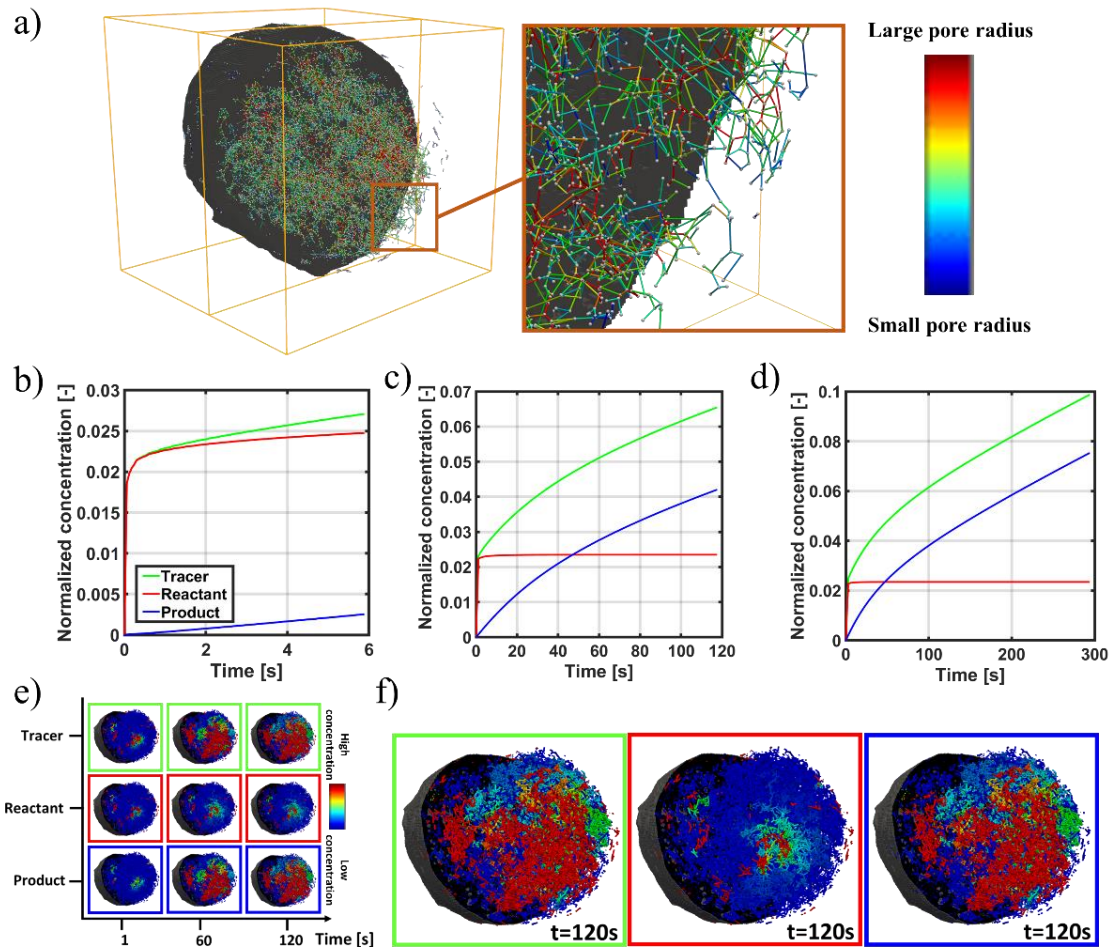 a)
Large pore radius
Small pore radius
b)
Normalized concentration [-]
0.03
0.025
0.02
0.015
0.01
0.005
0
Tracer
Reactant
Product
0 2 4 6
Time [s]
c)
Normalized concentration [-]
0.07
0.06
0.05
0.04
0.03
0.02
0.01
0
0 20 40 60 80 100 120
Time [s]
d)
Normalized concentration [-]
0.1
0.08
0.06
0.04
0.02
0
0 100 200 300
Time [s]
e)
Tracer
Reactant
Product
High
concentration
Low
concentration
1 60 120 Time [s]
f)
t=120s
t=120s
t=120s